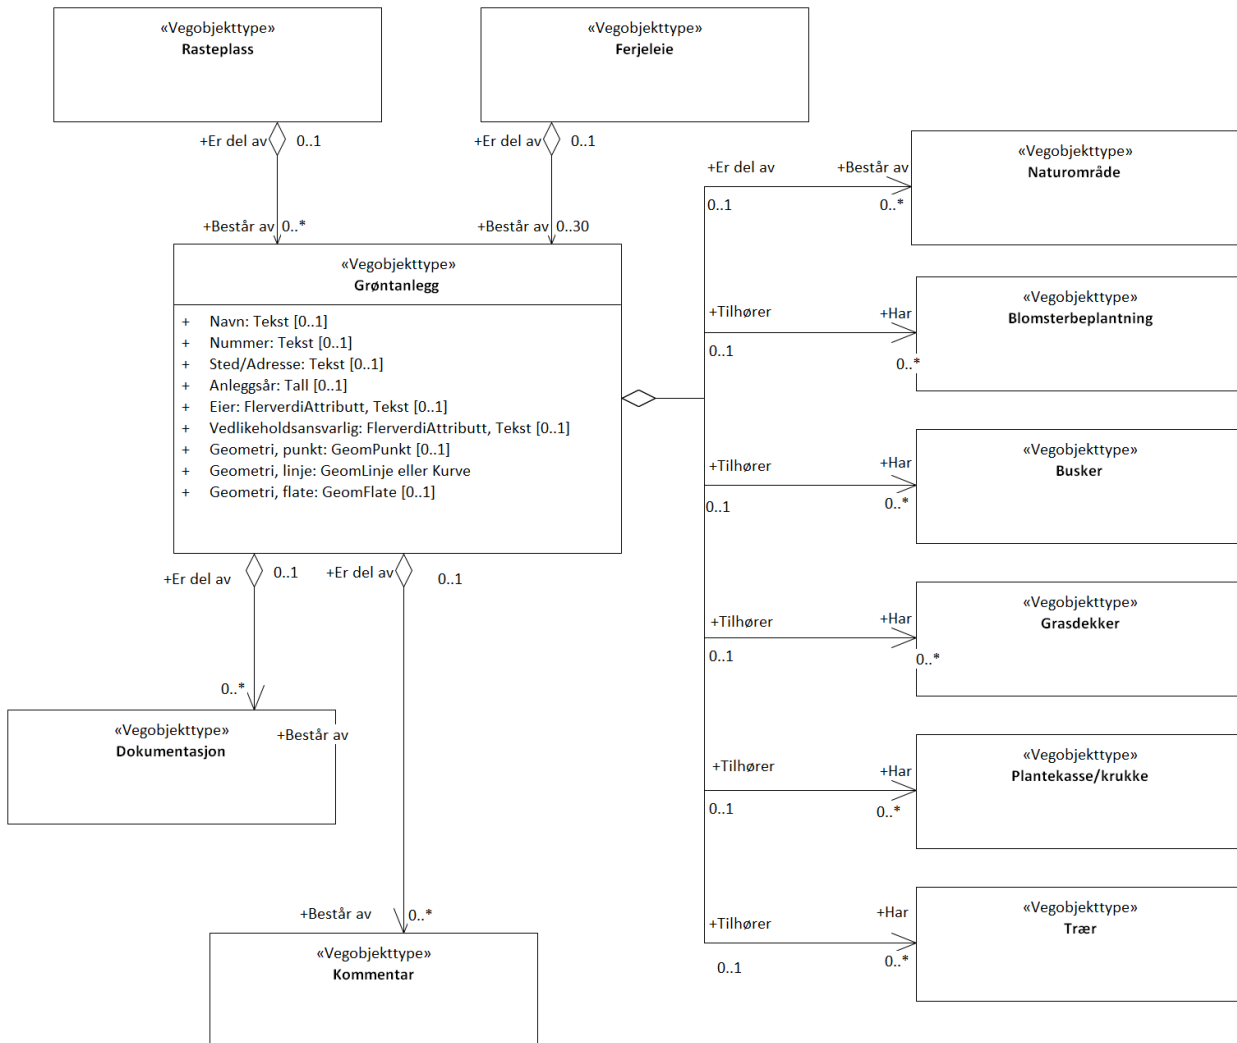 «Vegobjekttype»
Rasteplass
«Vegobjekttype»
Ferjeleie
+Er del av 0..1
+Er del av 0..1
+Består av 0..*
+Består av 0..30
«Vegobjekttype»
Grøntanlegg
+ Navn: Tekst [0..1]
+ Nummer: Tekst [0..1]
+ Sted/Adresse: Tekst [0..1]
+ Anleggsår: Tall [0..1]
+ Eier: FlerverdiAttributt, Tekst [0..1]
+ Vedlikeholdsansvarlig: FlerverdiAttributt, Tekst [0..1]
+ Geometri, punkt: GeomPunkt [0..1]
+ Geometri, linje: GeomLinje eller Kurve
+ Geometri, flate: GeomFlate [0..1]
+Er del av +Består av
0..1 0..*
«Vegobjekttype»
Naturområde
+Tilhører +Har
0..1 0..*
«Vegobjekttype»
Blomsterbeplantning
+Tilhører +Har
0..1 0..*
«Vegobjekttype»
Busker
+Tilhører +Har
0..1 0..*
«Vegobjekttype»
Grasdekker
+Tilhører +Har
0..1 0..*
«Vegobjekttype»
Plantekasse/krukke
+Tilhører +Har
0..1 0..*
«Vegobjekttype»
Trær
+Er del av 0..1
+Er del av 0..1
0..*
+Består av
«Vegobjekttype»
Dokumentasjon
+Består av 0..*
«Vegobjekttype»
Kommentar